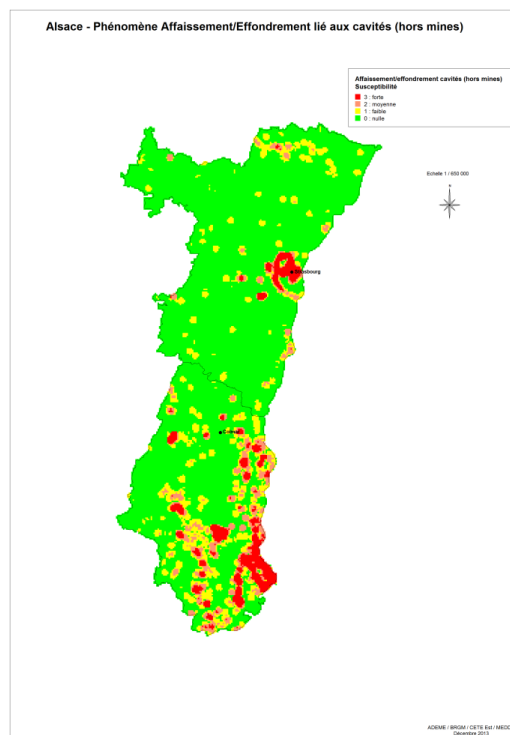 Alsace - Phénomène Affaissement/Effondrement lié aux cavités (hors mines)
Affaissement/effondrement cavités (hors mines)
Susceptibilité
3 : forte
2 : moyenne
1 : faible
0 : nulle
Echelle 1 / 650 000
Strasbourg
ADEME / BRGM / CETE Est / MEDD
Décembre 2013